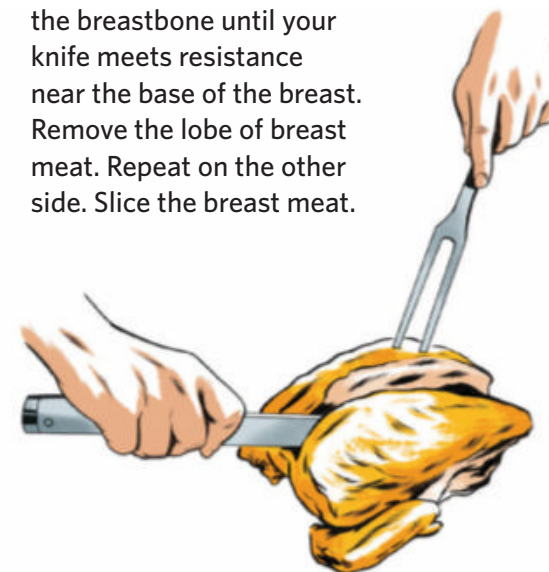 the breastbone until your
knife meets resistance
near the base of the breast.
Remove the lobe of breast
meat. Repeat on the other
side. Slice the breast meat.